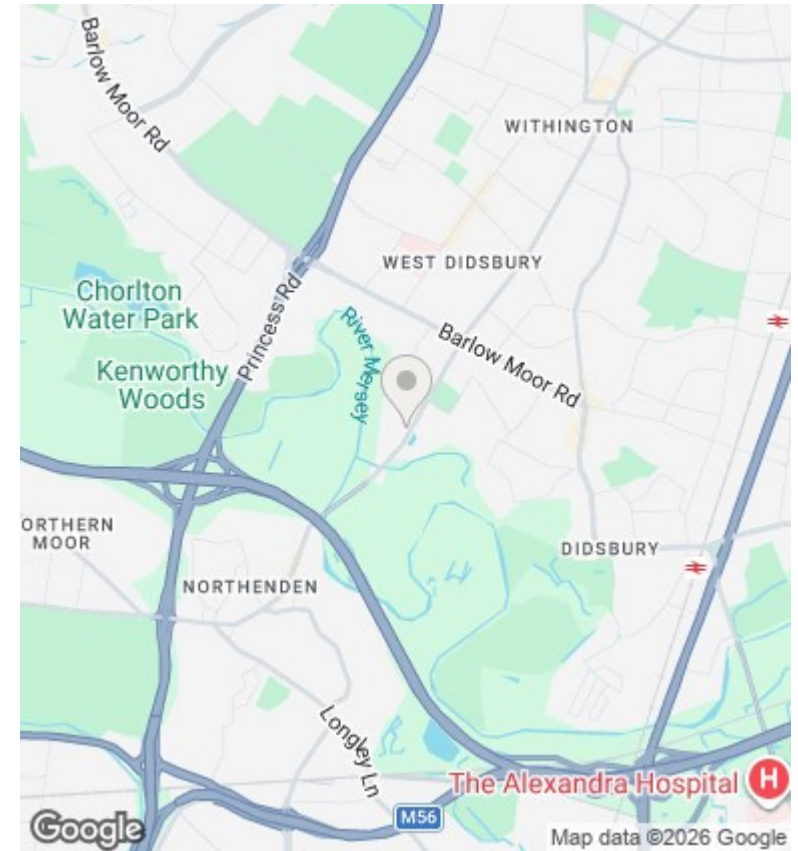 Barlow Moor Rd
WITHINGTON
WEST DIDSBURY
Chorlton
Water Park
Princess Rd
River Mersey
Barlow Moor Rd
Kenworthy
Woods
ORTHERN
MOOR
DIDSBURY
NORTHENDEN
Longley Ln
The Alexandra Hospital
H
M56
Google
Map data ©2026 Google